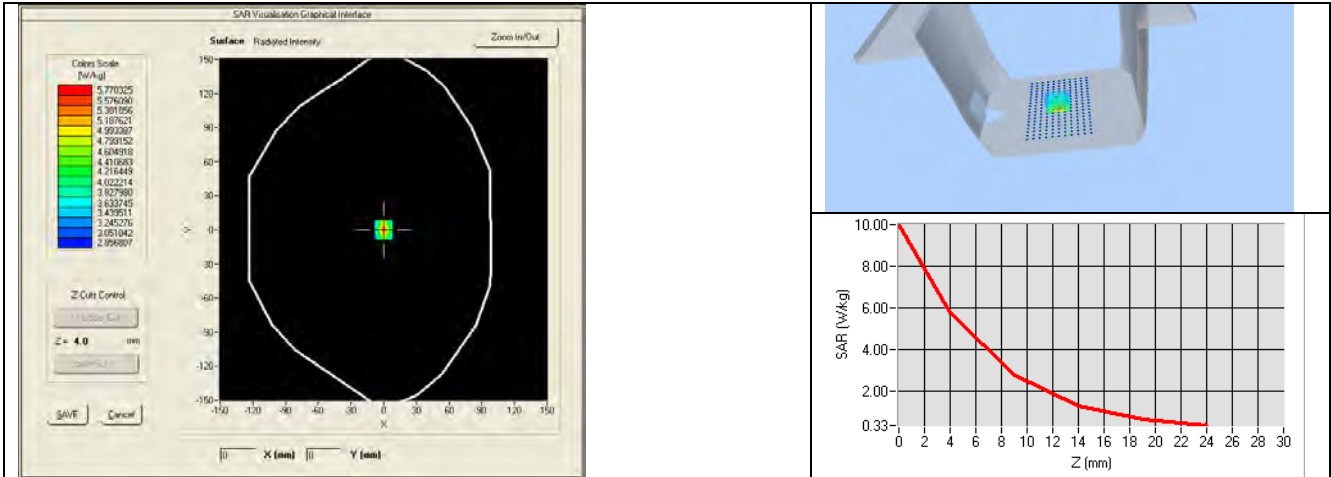 SAR Visualisation Graphical Interface
Surface Radiated Intensity
Zoom In/Out
Colors Scale
(W/kg)
5.770325
5.576090
5.381856
5.187621
4.993387
4.799152
4.604918
4.410683
4.216449
4.022214
3.827980
3.633745
3.439511
3.245276
3.051042
2.856807
Z Cuts Control
Z = 4.0 mm
SAVE Cancel
150-
120-
90-
60-
30-
0-
-30-
-60-
-90-
-120-
-150-
Y
-150 -120 -90 -60 -30 0 30 60 90 120 150
X
0 X (mm) 0 Y (mm)
10.00-
8.00-
6.00-
4.00-
2.00-
0.33-
SAR (W/kg)
0 2 4 6 8 10 12 14 16 18 20 22 24 26 28 30
Z (mm)